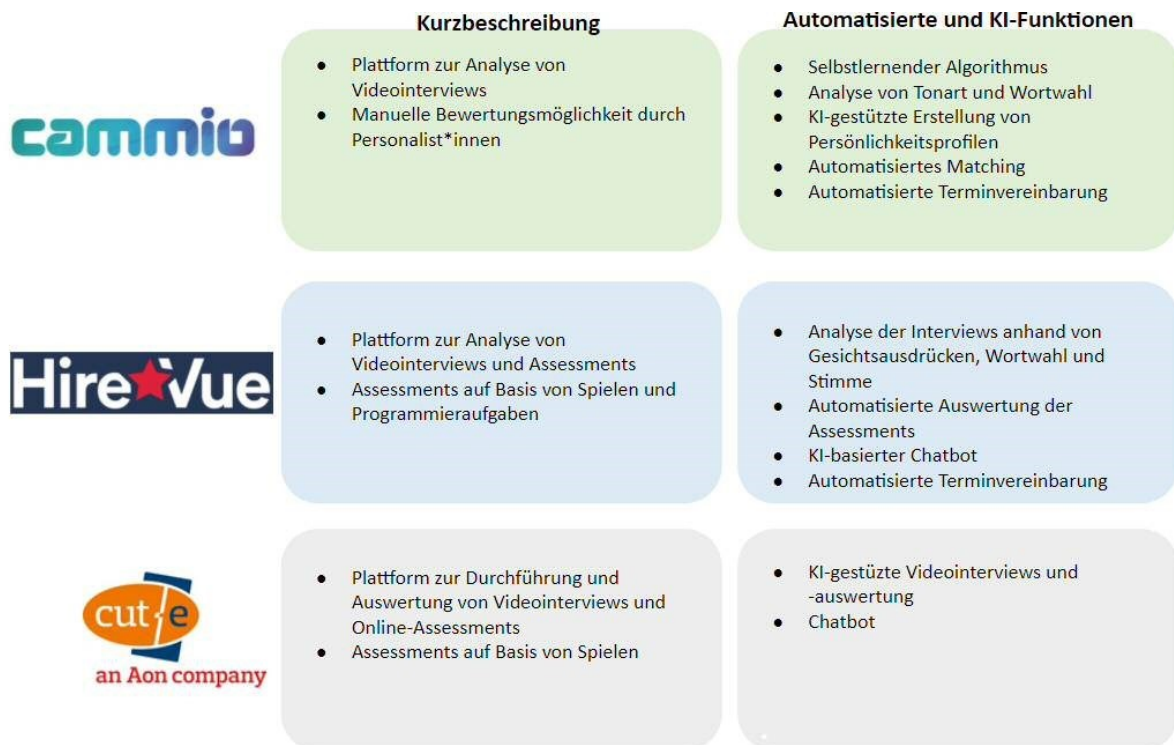 Kurzbeschreibung
Automatisierte und KI-Funktionen
cammio
● Plattform zur Analyse von
Videointerviews
● Manuelle Bewertungsmöglichkeit durch
Personalist*innen
● Selbstlernender Algorithmus
● Analyse von Tonart und Wortwahl
● KI-gestützte Erstellung von
Persönlichkeitsprofilen
● Automatisiertes Matching
● Automatisierte Terminvereinbarung
Hire Vue
● Plattform zur Analyse von
Videointerviews und Assessments
● Assessments auf Basis von Spielen und
Programmieraufgaben
● Analyse der Interviews anhand von
Gesichtsausdrücken, Wortwahl und
Stimme
● Automatisierte Auswertung der
Assessments
● KI-basierter Chatbot
● Automatisierte Terminvereinbarung
cut-e
an Aon company
● Plattform zur Durchführung und
Auswertung von Videointerviews und
Online-Assessments
● Assessments auf Basis von Spielen
● KI-gestüzte Videointerviews und
-auswertung
● Chatbot